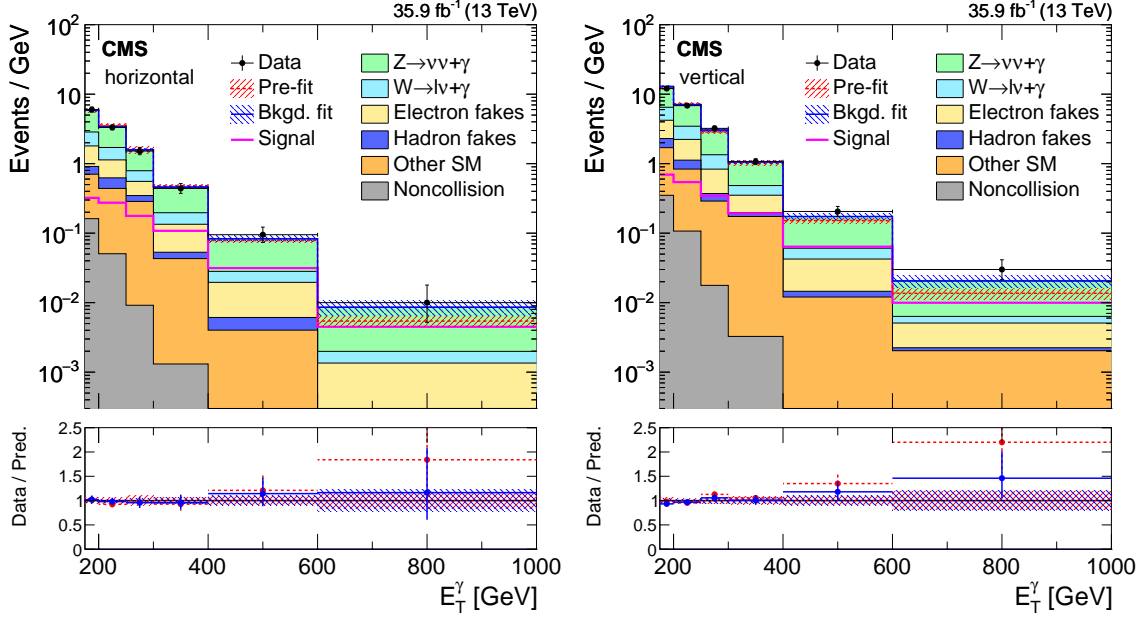 35.9 fb⁻¹ (13 TeV)
CMS
horizontal
Data
Pre-fit
Bkgd. fit
Signal
Z→νν+γ
W→lν+γ
Electron fakes
Hadron fakes
Other SM
Noncollision
Events / GeV
10²
10
1
10⁻¹
10⁻²
10⁻³
Data / Pred.
2.5
2
1.5
1
0.5
0
200 400 600 800 1000
E_T^γ [GeV]
35.9 fb⁻¹ (13 TeV)
CMS
vertical
Data
Pre-fit
Bkgd. fit
Signal
Z→νν+γ
W→lν+γ
Electron fakes
Hadron fakes
Other SM
Noncollision
Events / GeV
10²
10
1
10⁻¹
10⁻²
10⁻³
Data / Pred.
2.5
2
1.5
1
0.5
0
200 400 600 800 1000
E_T^γ [GeV]